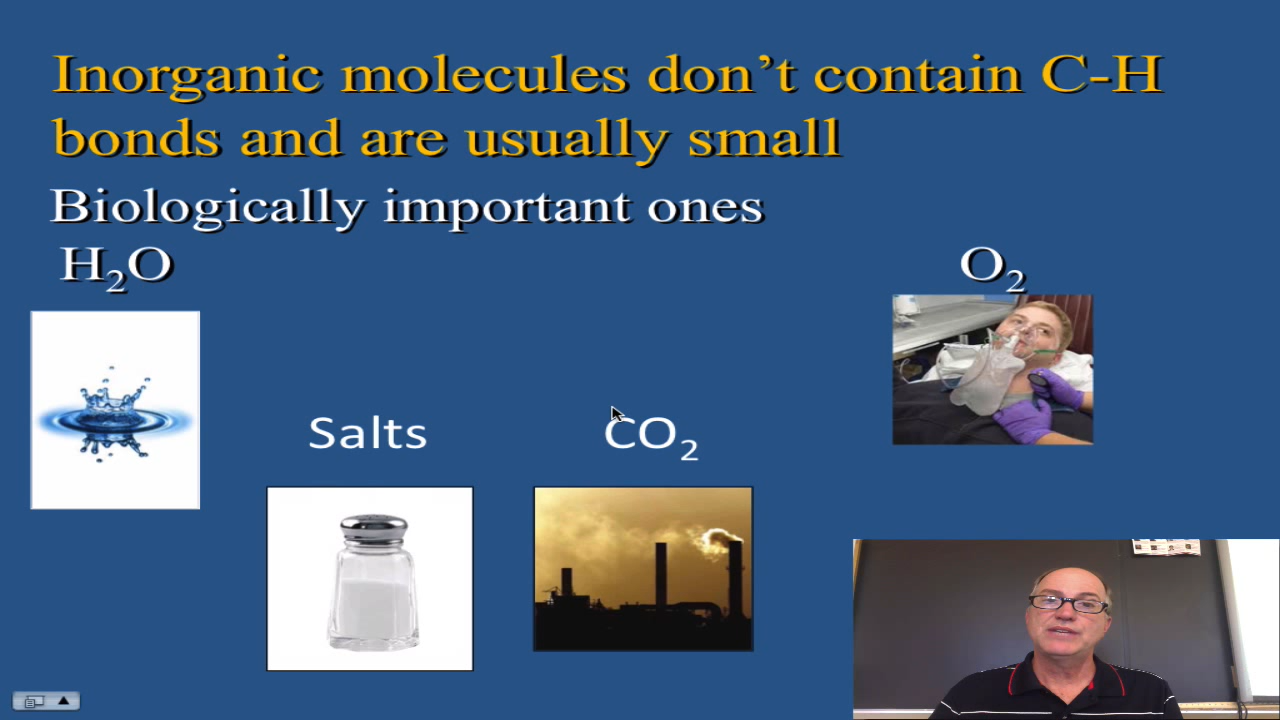 Inorganic molecules don’t contain C-H
bonds and are usually small
Biologically important ones
H₂O
O₂
Salts
CO₂